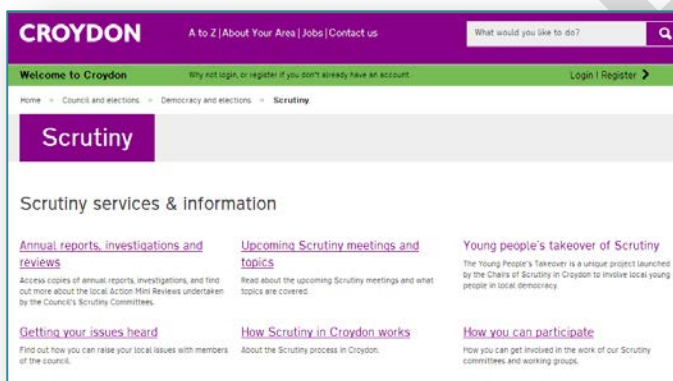 CROYDON
A to Z | About Your Area | Jobs | Contact us
What would you like to do?
Welcome to Croydon
Why not login, or register if you don't already have an account.
Login | Register
Home
Council and elections
Democracy and elections
Scrutiny
Scrutiny
Scrutiny services & information
Annual reports, investigations and
reviews
Access copies of annual reports, investigations, and find
out more about the local Action Mini Reviews undertaken
by the Council's Scrutiny Committees.
Upcoming Scrutiny meetings and
topics
Read about the upcoming Scrutiny meetings and what
topics are covered.
Young people's takeover of Scrutiny
The Young People's Takeover is a unique project launched
by the Chairs of Scrutiny in Croydon to involve local young
people in local democracy.
Getting your issues heard
Find out how you can raise your local issues with members
of the council.
How Scrutiny in Croydon works
About the Scrutiny process in Croydon.
How you can participate
How you can get involved in the work of our Scrutiny
committees and working groups.